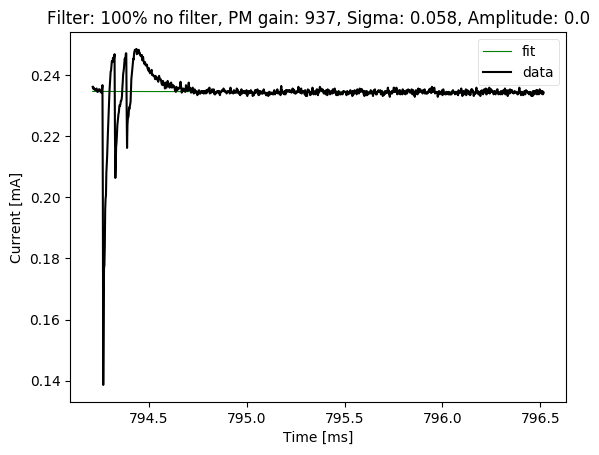 Filter: 100% no filter, PM gain: 937, Sigma: 0.058, Amplitude: 0.0
fit
data
0.24
0.22
0.20
0.18
0.16
0.14
Current [mA]
794.5 795.0 795.5 796.0 796.5
Time [ms]